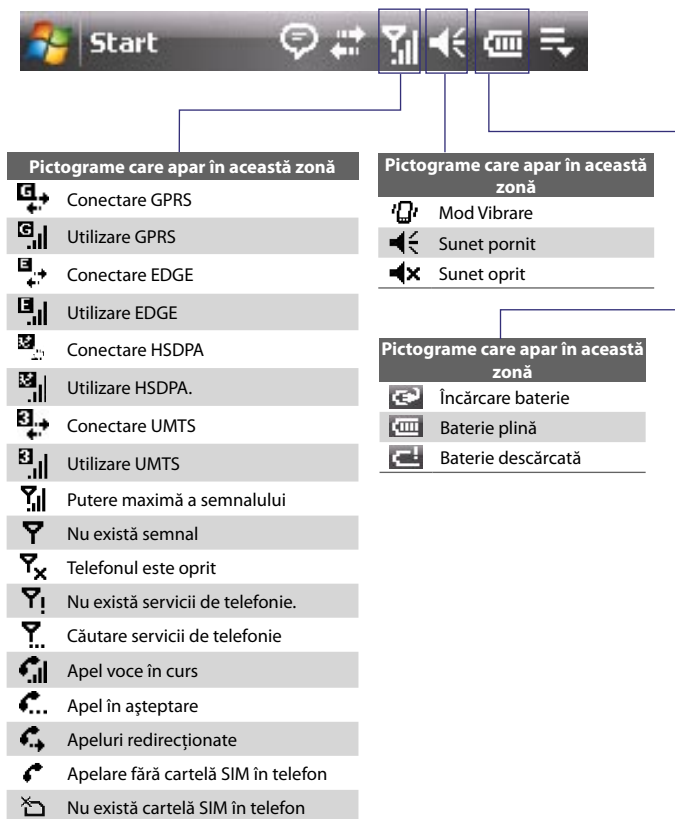 Start
Pictograme care apar în această zonă
Conectare GPRS
Utilizare GPRS
Conectare EDGE
Utilizare EDGE
Conectare HSDPA
Utilizare HSDPA.
Conectare UMTS
Utilizare UMTS
Putere maximă a semnalului
Nu există semnal
Telefonul este oprit
Nu există servicii de telefonie.
Căutare servicii de telefonie
Apel voce în curs
Apel în aşteptare
Apeluri redirecţionate
Apelare fără cartelă SIM în telefon
Nu există cartelă SIM în telefon
Pictograme care apar în această
zonă
Mod Vibrare
Sunet pornit
Sunet oprit
Pictograme care apar în această
zonă
Încărcare baterie
Baterie plină
Baterie descărcată